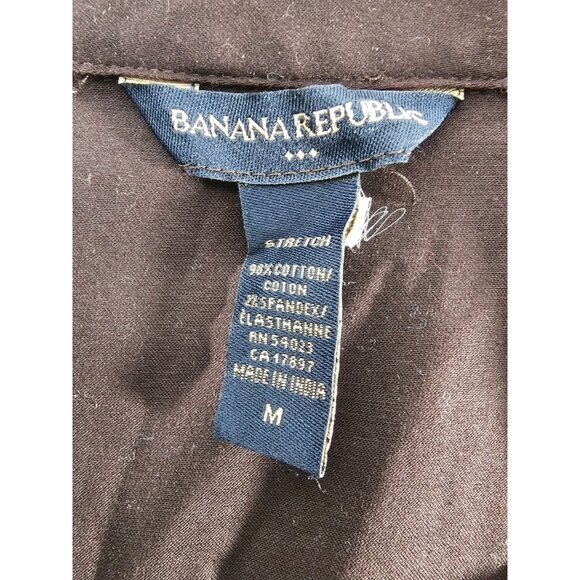 BANANA REPUBLIC
STRETCH
98% COTTON/
COTON
2% SPANDEX/
ÉLASTHANNE
RN 54023
CA 17897
MADE IN INDIA
M